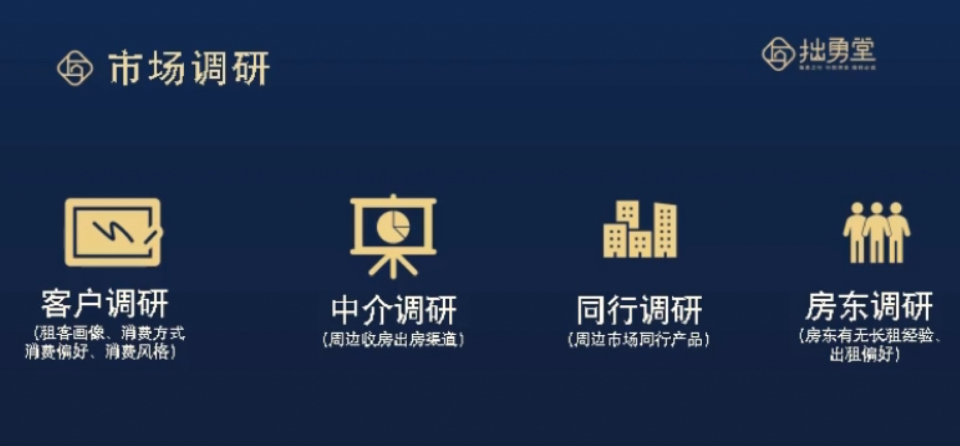 市场调研
拙勇堂
客户调研
（租客画像、消费方式
消费偏好、消费风格）
中介调研
（周边收房出房渠道）
同行调研
（周边市场同行产品）
房东调研
（房东有无长租经验、
出租偏好）